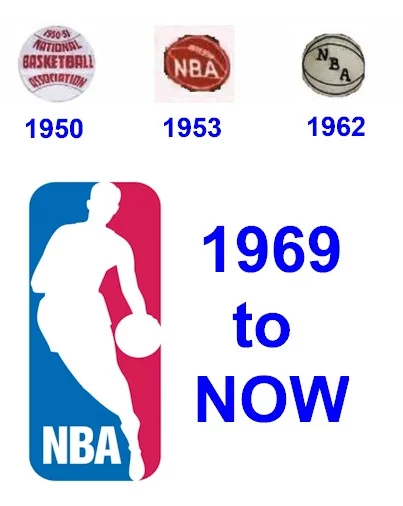 1950-51
NATIONAL
BASKETBALL
ASSOCIATION
NBA
NBA
1950
1953
1962
1969
to
NOW
NBA